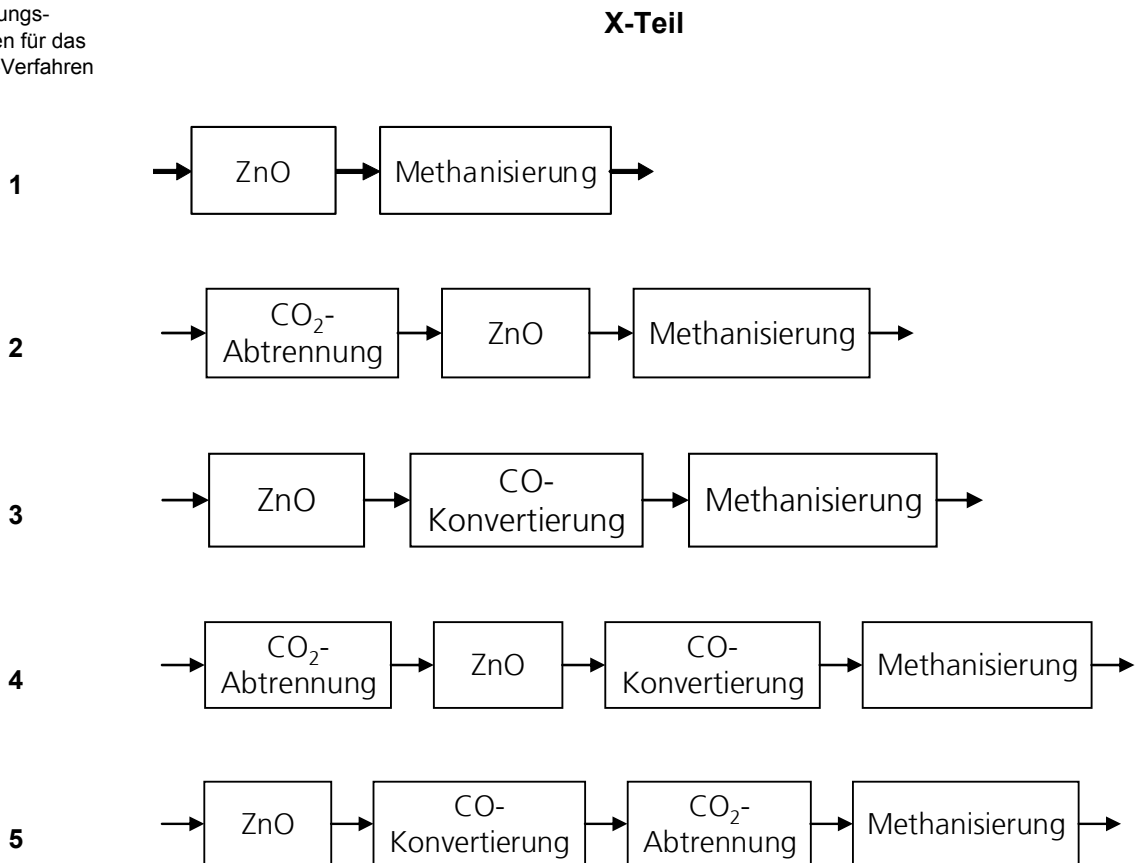 ungs-
en für das
Verfahren
X-Teil
1
ZnO
Methanisierung
2
CO₂-
Abtrennung
ZnO
Methanisierung
3
ZnO
CO-
Konvertierung
Methanisierung
4
CO₂-
Abtrennung
ZnO
CO-
Konvertierung
Methanisierung
5
ZnO
CO-
Konvertierung
CO₂-
Abtrennung
Methanisierung